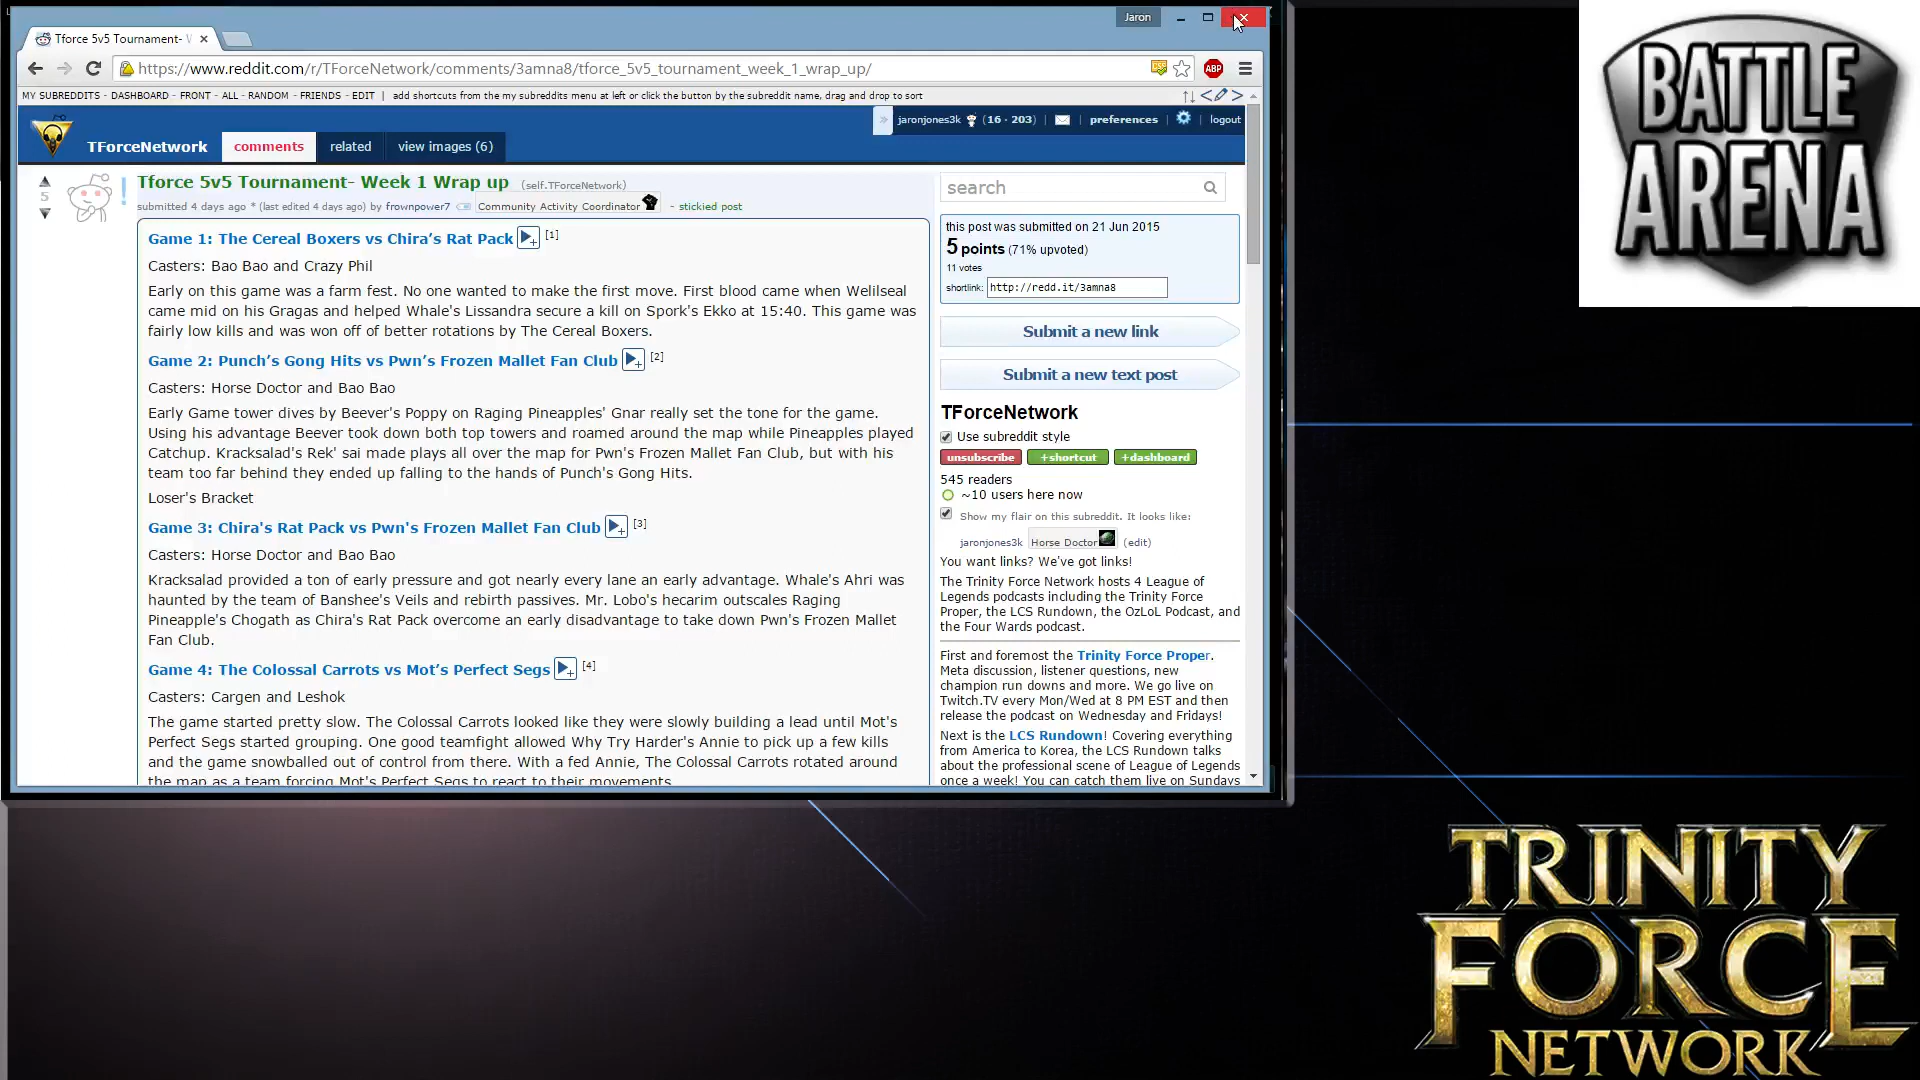 Jaron
Tforce 5v5 Tournament- W
https://www.reddit.com/r/TForceNetwork/comments/3amna8/tforce_5v5_tournament_week_1_wrap_up/
ABP
MY SUBREDDITS - DASHBOARD - FRONT - ALL - RANDOM - FRIENDS - EDIT | add shortcuts from the my subreddits menu at left or click the button by the subreddit name, drag and drop to sort
jaronjones3k (16 · 203) | | preferences | | logout
TForceNetwork comments related view images (6)
Tforce 5v5 Tournament- Week 1 Wrap up (self.TForceNetwork)
5
submitted 4 days ago * (last edited 4 days ago) by frownpower7 Community Activity Coordinator - stickied post
Game 1: The Cereal Boxers vs Chira’s Rat Pack [1]
Casters: Bao Bao and Crazy Phil
Early on this game was a farm fest. No one wanted to make the first move. First blood came when Welilseal
came mid on his Gragas and helped Whale's Lissandra secure a kill on Spork's Ekko at 15:40. This game was
fairly low kills and was won off of better rotations by The Cereal Boxers.
Game 2: Punch’s Gong Hits vs Pwn’s Frozen Mallet Fan Club [2]
Casters: Horse Doctor and Bao Bao
Early Game tower dives by Beever's Poppy on Raging Pineapples' Gnar really set the tone for the game.
Using his advantage Beever took down both top towers and roamed around the map while Pineapples played
Catchup. Kracksalad's Rek' sai made plays all over the map for Pwn's Frozen Mallet Fan Club, but with his
team too far behind they ended up falling to the hands of Punch's Gong Hits.
Loser's Bracket
Game 3: Chira's Rat Pack vs Pwn's Frozen Mallet Fan Club [3]
Casters: Horse Doctor and Bao Bao
Kracksalad provided a ton of early pressure and got nearly every lane an early advantage. Whale's Ahri was
haunted by the team of Banshee's Veils and rebirth passives. Mr. Lobo's hecarim outscales Raging
Pineapple's Chogath as Chira's Rat Pack overcome an early disadvantage to take down Pwn's Frozen Mallet
Fan Club.
Game 4: The Colossal Carrots vs Mot’s Perfect Segs [4]
Casters: Cargen and Leshok
The game started pretty slow. The Colossal Carrots looked like they were slowly building a lead until Mot's
Perfect Segs started grouping. One good teamfight allowed Why Try Harder's Annie to pick up a few kills
and the game snowballed out of control from there. With a fed Annie, The Colossal Carrots rotated around
the map as a team forcing Mot's Perfect Segs to react to their movements.
search
this post was submitted on 21 Jun 2015
5 points (71% upvoted)
11 votes
shortlink: http://redd.it/3amna8
Submit a new link
Submit a new text post
TForceNetwork
Use subreddit style
unsubscribe +shortcut +dashboard
545 readers
~10 users here now
Show my flair on this subreddit. It looks like:
jaronjones3k Horse Doctor (edit)
You want links? We've got links!
The Trinity Force Network hosts 4 League of
Legends podcasts including the Trinity Force
Proper, the LCS Rundown, the OzLoL Podcast, and
the Four Wards podcast.
First and foremost the Trinity Force Proper.
Meta discussion, listener questions, new
champion run downs and more. We go live on
Twitch.TV every Mon/Wed at 8 PM EST and then
release the podcast on Wednesday and Fridays!
Next is the LCS Rundown! Covering everything
from America to Korea, the LCS Rundown talks
about the professional scene of League of Legends
once a week! You can catch them live on Sundays
BATTLE
ARENA
TRINITY
FORCE
NETWORK